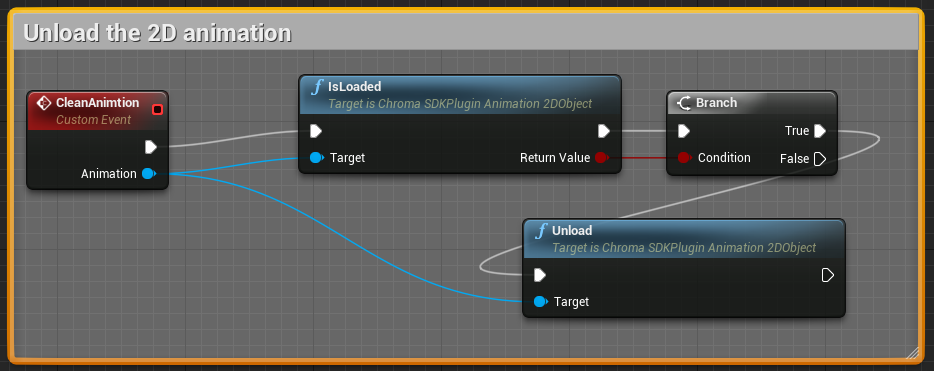 Unload the 2D animation
CleanAnimtion
Custom Event
Animation
IsLoaded
Target is Chroma SDKPlugin Animation 2DObject
Target
Return Value
Branch
True
Condition
False
Unload
Target is Chroma SDKPlugin Animation 2DObject
Target